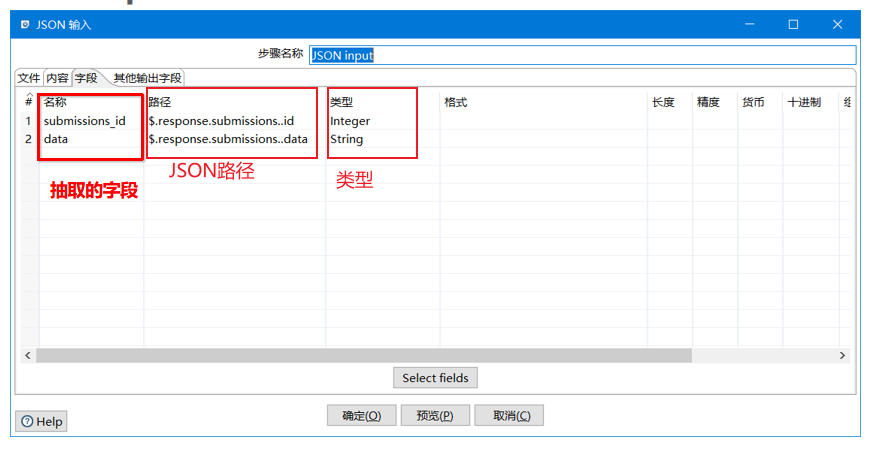 JSON 输入
步骤名称 JSON input
文件 内容 字段 其他输出字段
# 名称 路径 类型 格式 长度 精度 货币 十进制
1 submissions_id $.response.submissions..id Integer
2 data $.response.submissions..data String
抽取的字段 JSON路径 类型
Select fields
Help 确定(O) 预览(P) 取消(C)